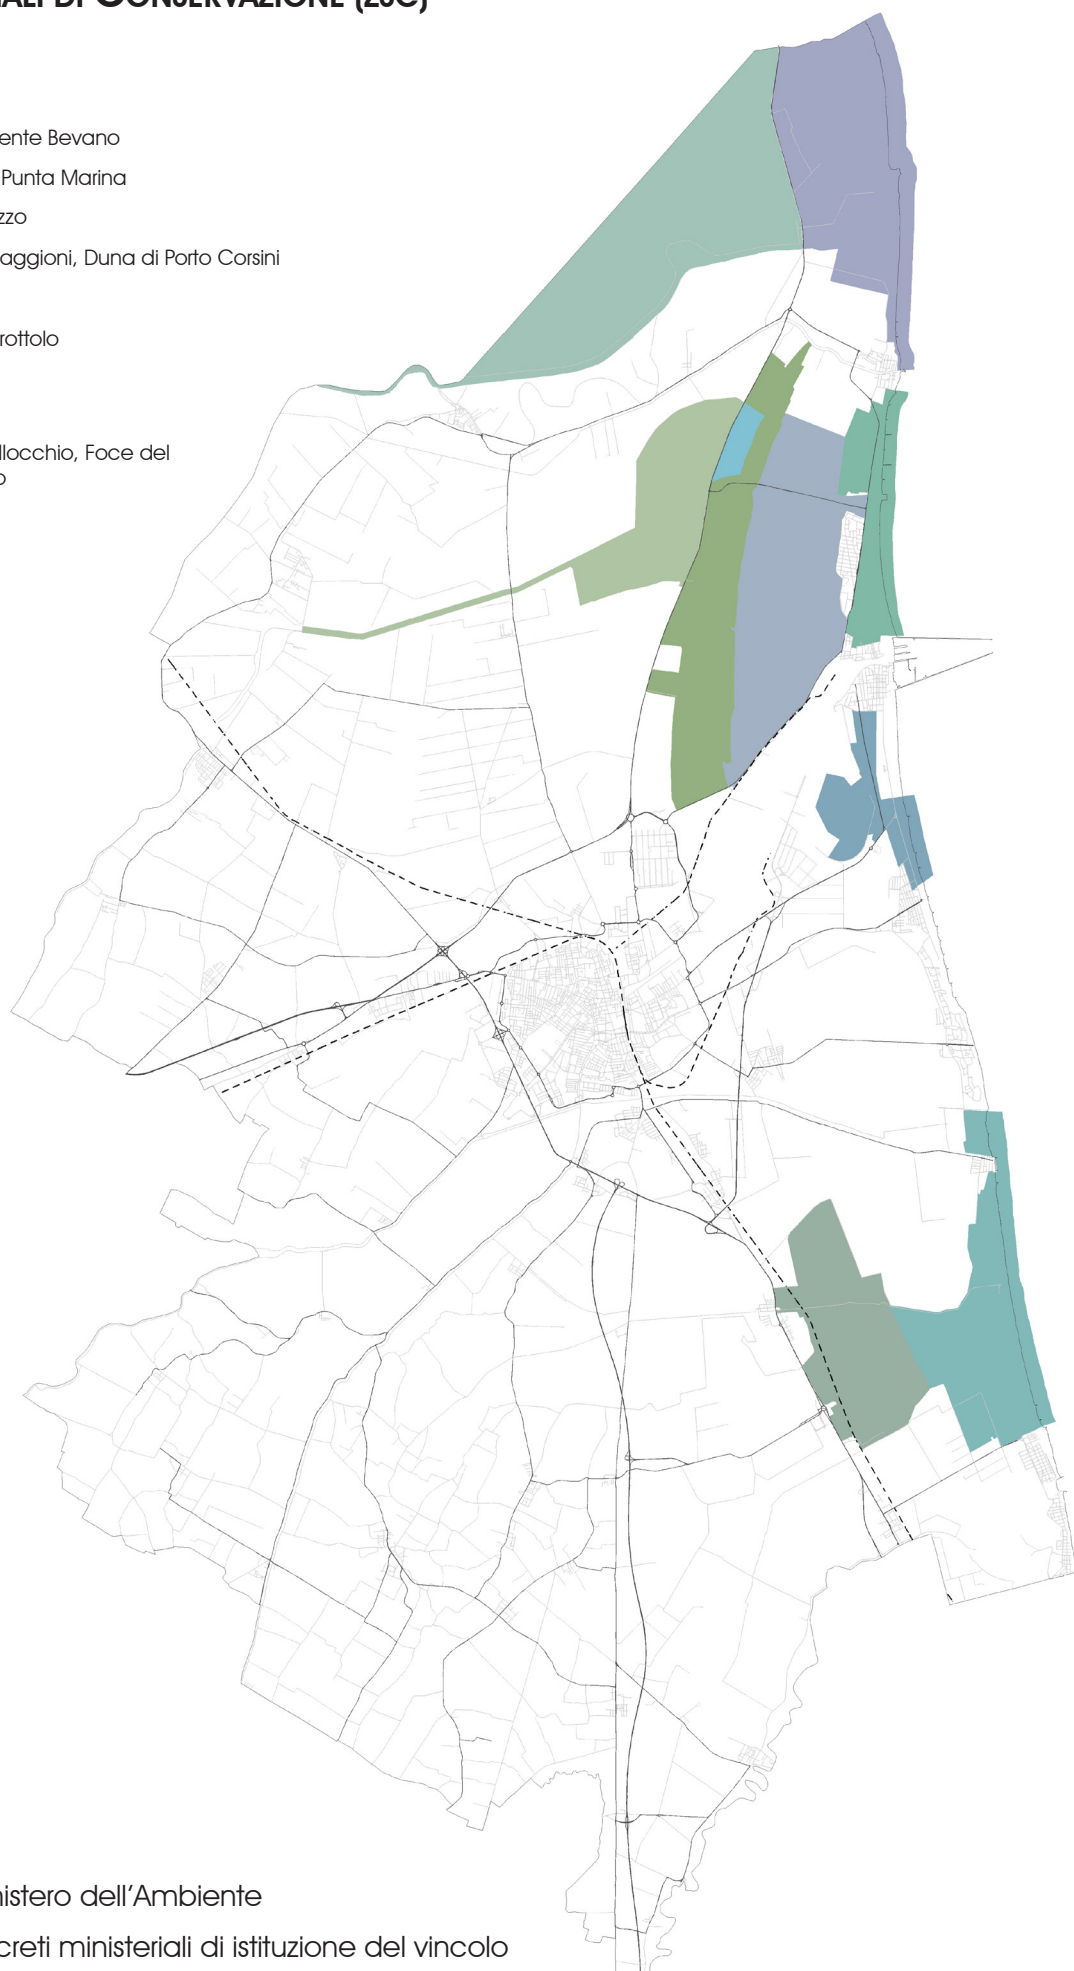 ALI DI CONSERVAZIONE (ZSC)
ente Bevano
Punta Marina
zzo
aggioni, Duna di Porto Corsini
rottolo
llocchio, Foce del
o
nistero dell'Ambiente
creti ministeriali di istituzione del vincolo